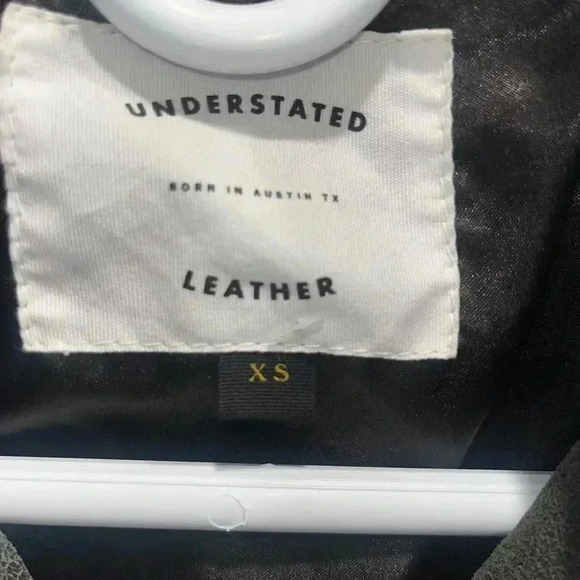 UNDERSTATED
BORN IN AUSTIN TX
LEATHER
XS